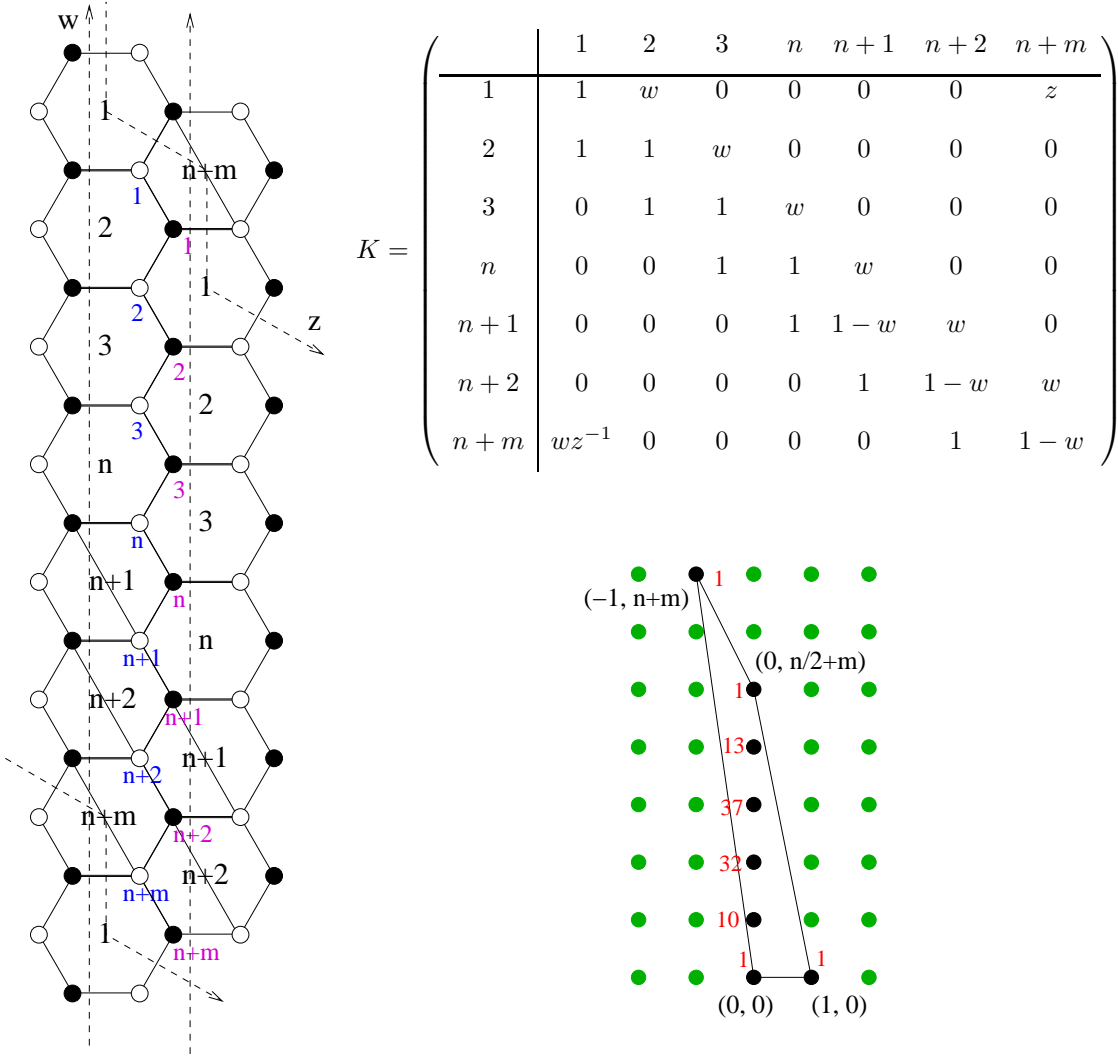 w
1
n+m
1
2
1
1
2
z
3
2
2
3
n
3
3
n
n+1
n
n
n+1
n+2
n+1
n+1
n+2
n+m
n+2
n+2
n+m
1
n+m
K =
1 2 3 n n + 1 n + 2 n + m
1 1 w 0 0 0 0 z
2 1 1 w 0 0 0 0
3 0 1 1 w 0 0 0
n 0 0 1 1 w 0 0
n + 1 0 0 0 1 1 − w w 0
n + 2 0 0 0 0 1 1 − w w
n + m wz⁻¹ 0 0 0 0 1 1 − w
1
(−1, n+m)
(0, n/2+m)
1
13
37
32
10
1 1
(0, 0) (1, 0)